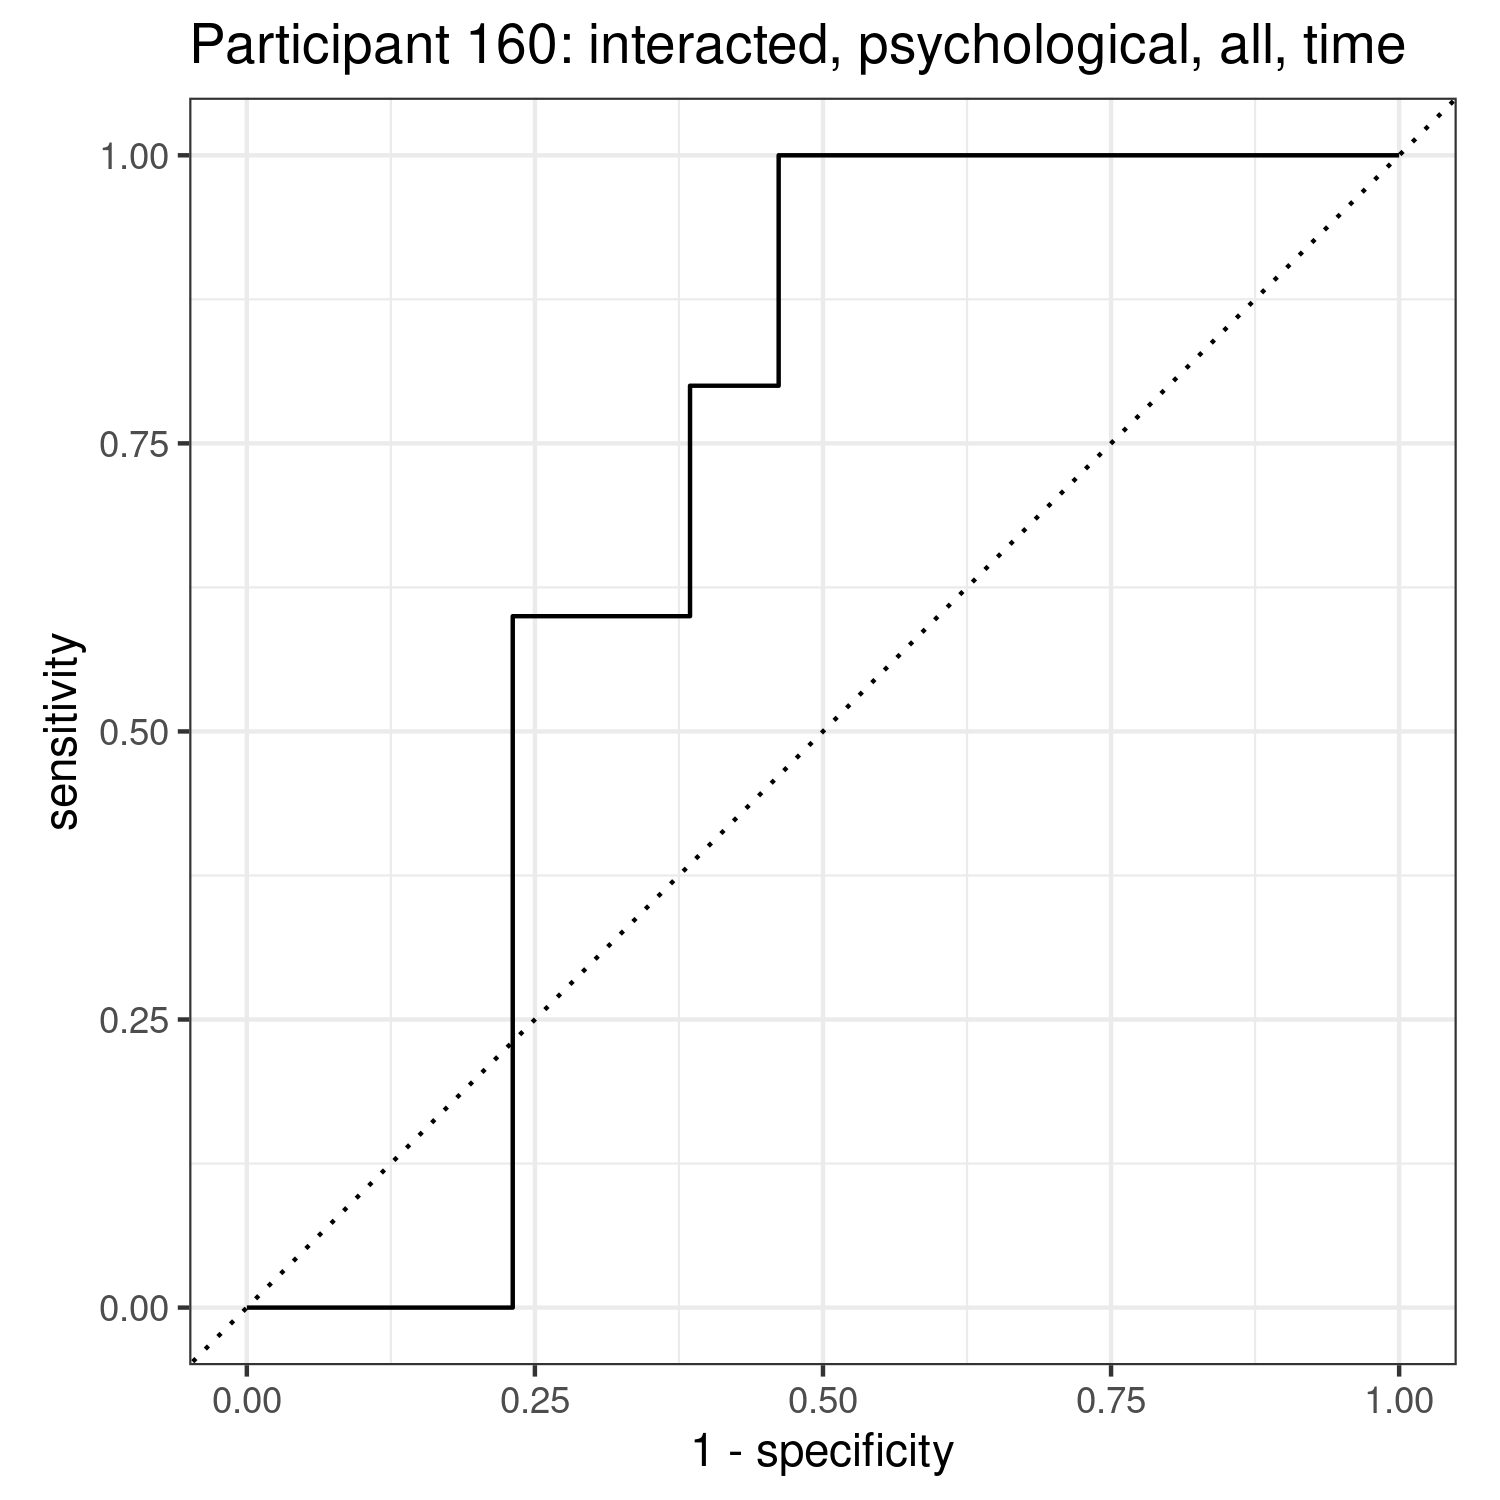 Participant 160: interacted, psychological, all, time
1.00
0.75
0.50
0.25
0.00
sensitivity
0.00 0.25 0.50 0.75 1.00
1 - specificity